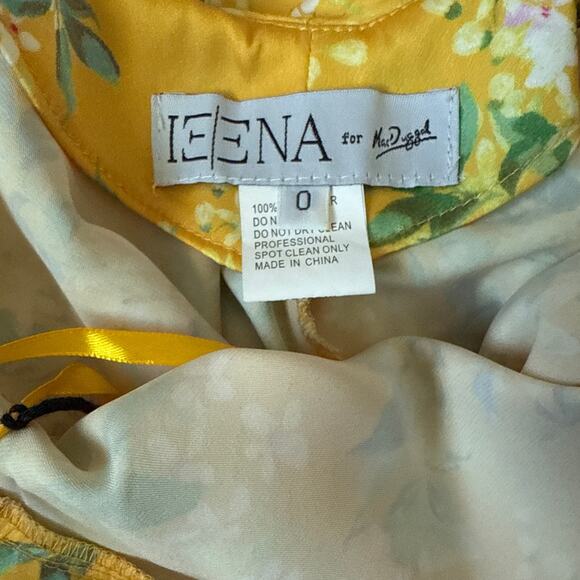 IEENA for Mac Duggal
0
100% R
DO N
DO NOT DRY CLEAN
PROFESSIONAL
SPOT CLEAN ONLY
MADE IN CHINA